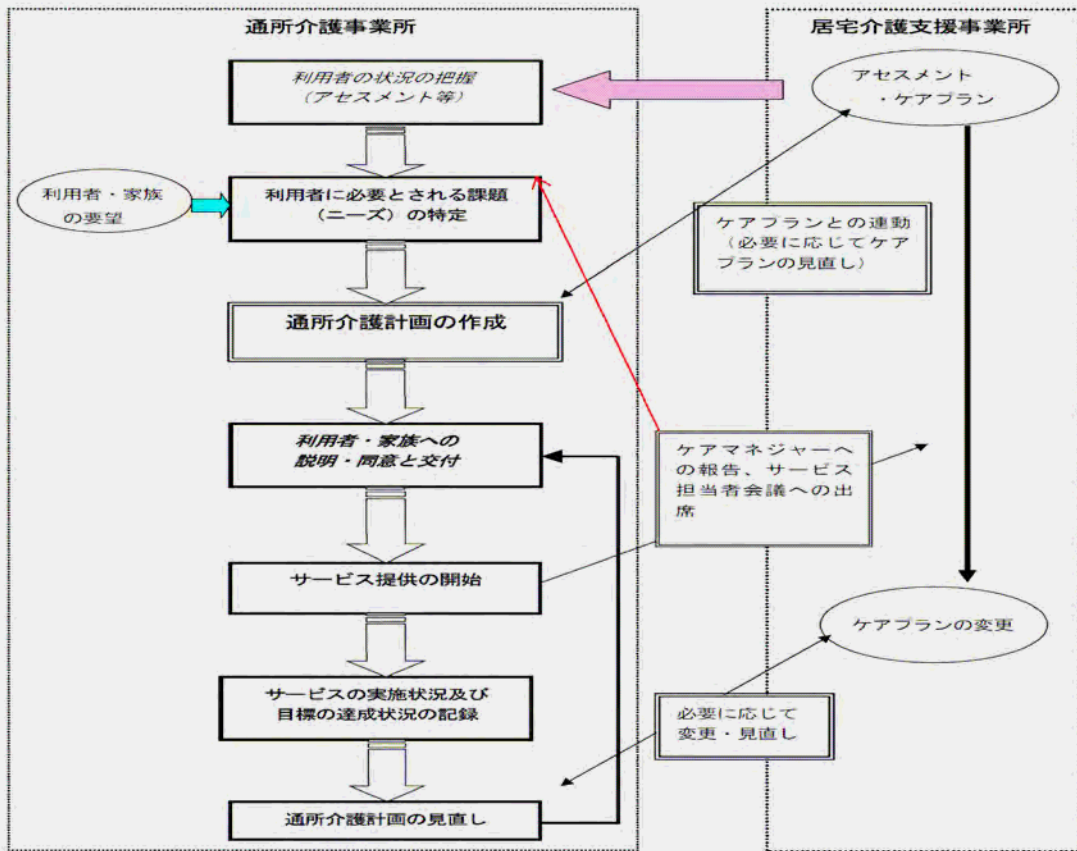 通所介護事業所
利用者の状況の把握
（アセスメント等）
利用者・家族
の要望
利用者に必要とされる課題
（ニーズ）の特定
通所介護計画の作成
利用者・家族への
説明・同意と交付
サービス提供の開始
サービスの実施状況及び
目標の達成状況の記録
通所介護計画の見直し
居宅介護支援事業所
アセスメント
・ケアプラン
ケアプランとの連動
（必要に応じてケア
プランの見直し）
ケアマネジャーへ
の報告、サービス
担当者会議への出
席
ケアプランの変更
必要に応じて
変更・見直し